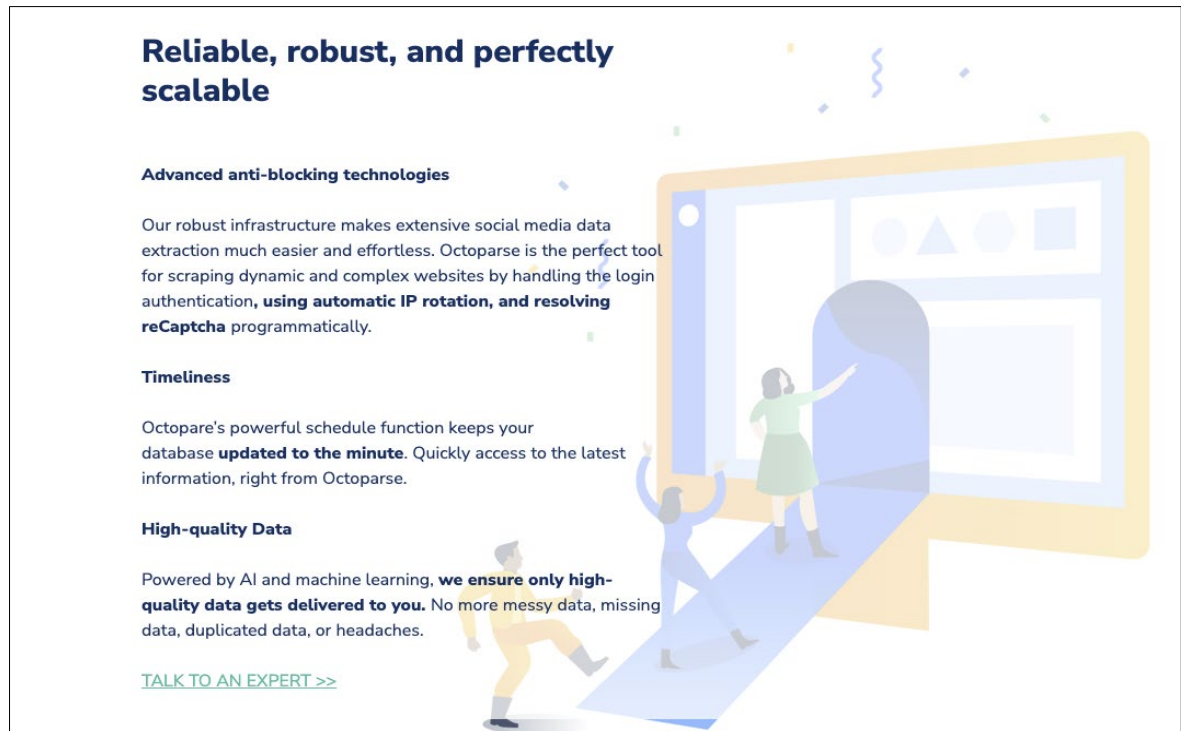 Reliable, robust, and perfectly
scalable
Advanced anti-blocking technologies
Our robust infrastructure makes extensive social media data
extraction much easier and effortless. Octoparse is the perfect tool
for scraping dynamic and complex websites by handling the login
authentication, using automatic IP rotation, and resolving
reCaptcha programmatically.
Timeliness
Octopare's powerful schedule function keeps your
database updated to the minute. Quickly access to the latest
information, right from Octoparse.
High-quality Data
Powered by AI and machine learning, we ensure only high-
quality data gets delivered to you. No more messy data, missing
data, duplicated data, or headaches.
TALK TO AN EXPERT >>